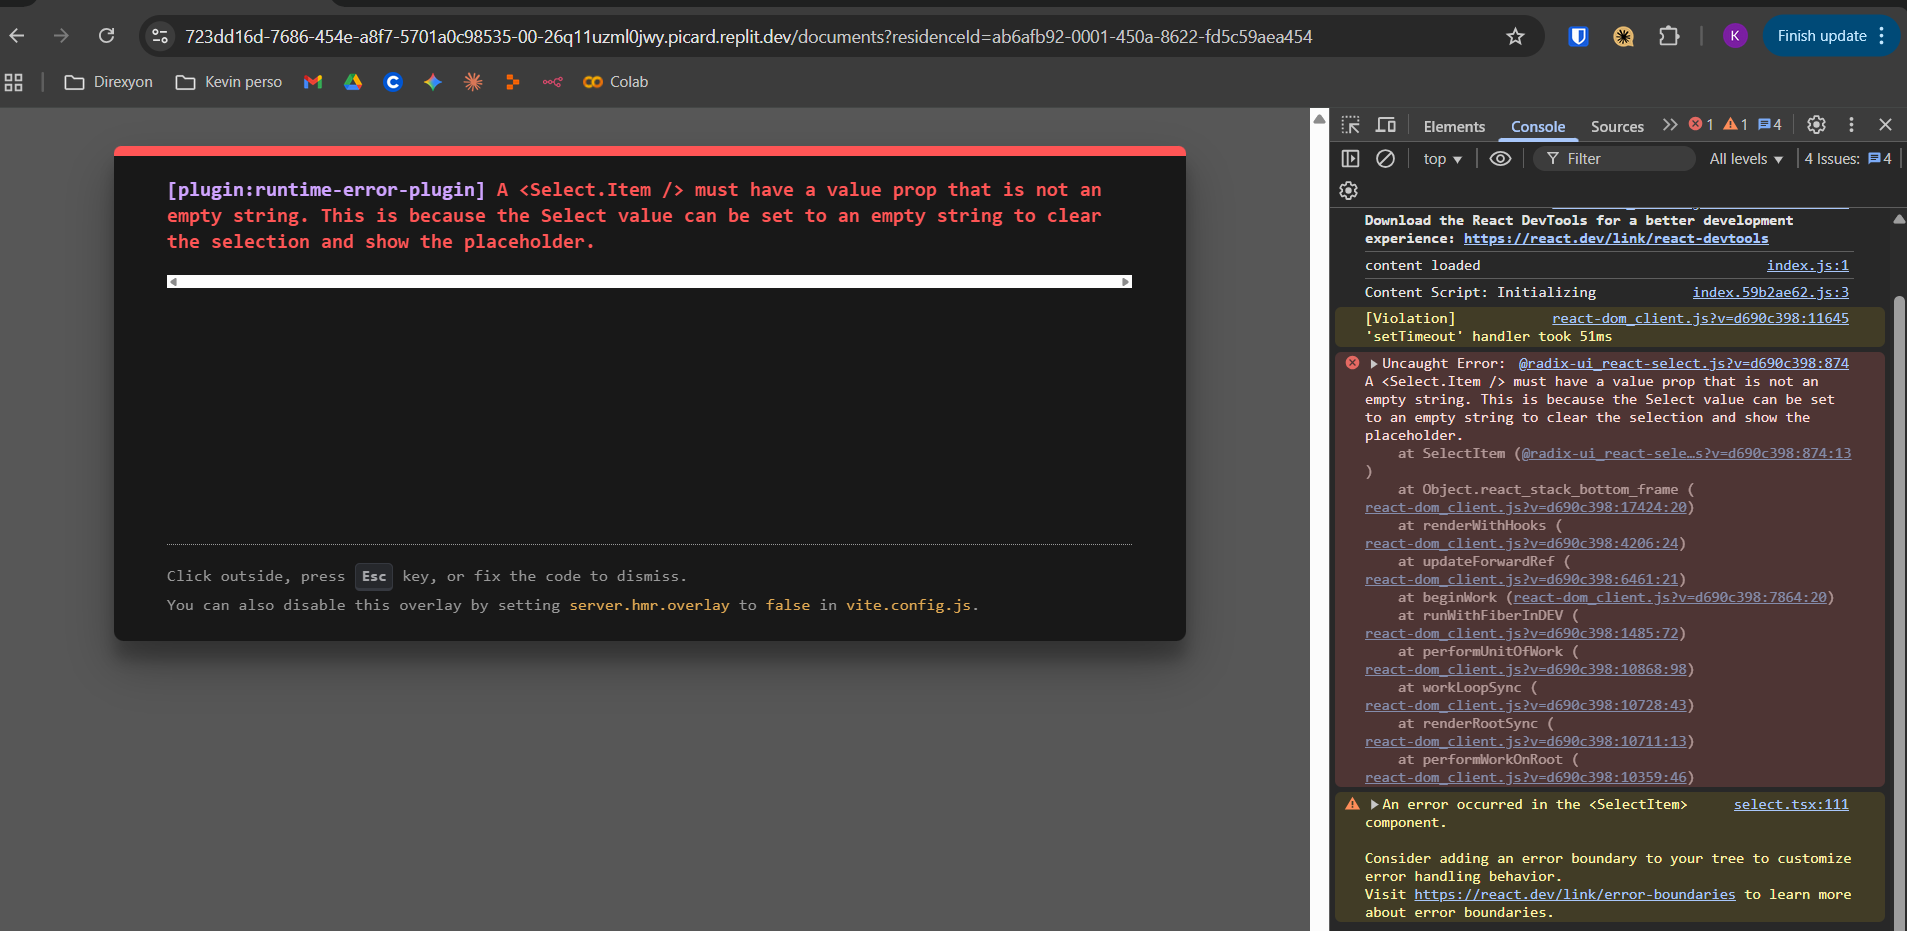 723dd16d-7686-454e-a8f7-5701a0c98535-00-26q11uzml0jwy.picard.replit.dev/documents?residenceId=ab6afb92-0001-450a-8622-fd5c59aea454
K
Finish update
Direxyon
Kevin perso
Colab
[plugin:runtime-error-plugin] A <Select.Item /> must have a value prop that is not an
empty string. This is because the Select value can be set to an empty string to clear
the selection and show the placeholder.
Click outside, press Esc key, or fix the code to dismiss.
You can also disable this overlay by setting server.hmr.overlay to false in vite.config.js.
Elements Console Sources 1 1 4
top Filter All levels 4 Issues: 4
Download the React DevTools for a better development
experience: https://react.dev/link/react-devtools
content loaded index.js:1
Content Script: Initializing index.59b2ae62.js:3
[Violation] react-dom_client.js?v=d690c398:11645
'setTimeout' handler took 51ms
Uncaught Error: @radix-ui_react-select.js?v=d690c398:874
A <Select.Item /> must have a value prop that is not an
empty string. This is because the Select value can be set
to an empty string to clear the selection and show the
placeholder.
at SelectItem (@radix-ui_react-sele…s?v=d690c398:874:13
)
at Object.react_stack_bottom_frame (
react-dom_client.js?v=d690c398:17424:20)
at renderWithHooks (
react-dom_client.js?v=d690c398:4206:24)
at updateForwardRef (
react-dom_client.js?v=d690c398:6461:21)
at beginWork (react-dom_client.js?v=d690c398:7864:20)
at runWithFiberInDEV (
react-dom_client.js?v=d690c398:1485:72)
at performUnitOfWork (
react-dom_client.js?v=d690c398:10868:98)
at workLoopSync (
react-dom_client.js?v=d690c398:10728:43)
at renderRootSync (
react-dom_client.js?v=d690c398:10711:13)
at performWorkOnRoot (
react-dom_client.js?v=d690c398:10359:46)
An error occurred in the <SelectItem> select.tsx:111
component.
Consider adding an error boundary to your tree to customize
error handling behavior.
Visit https://react.dev/link/error-boundaries to learn more
about error boundaries.